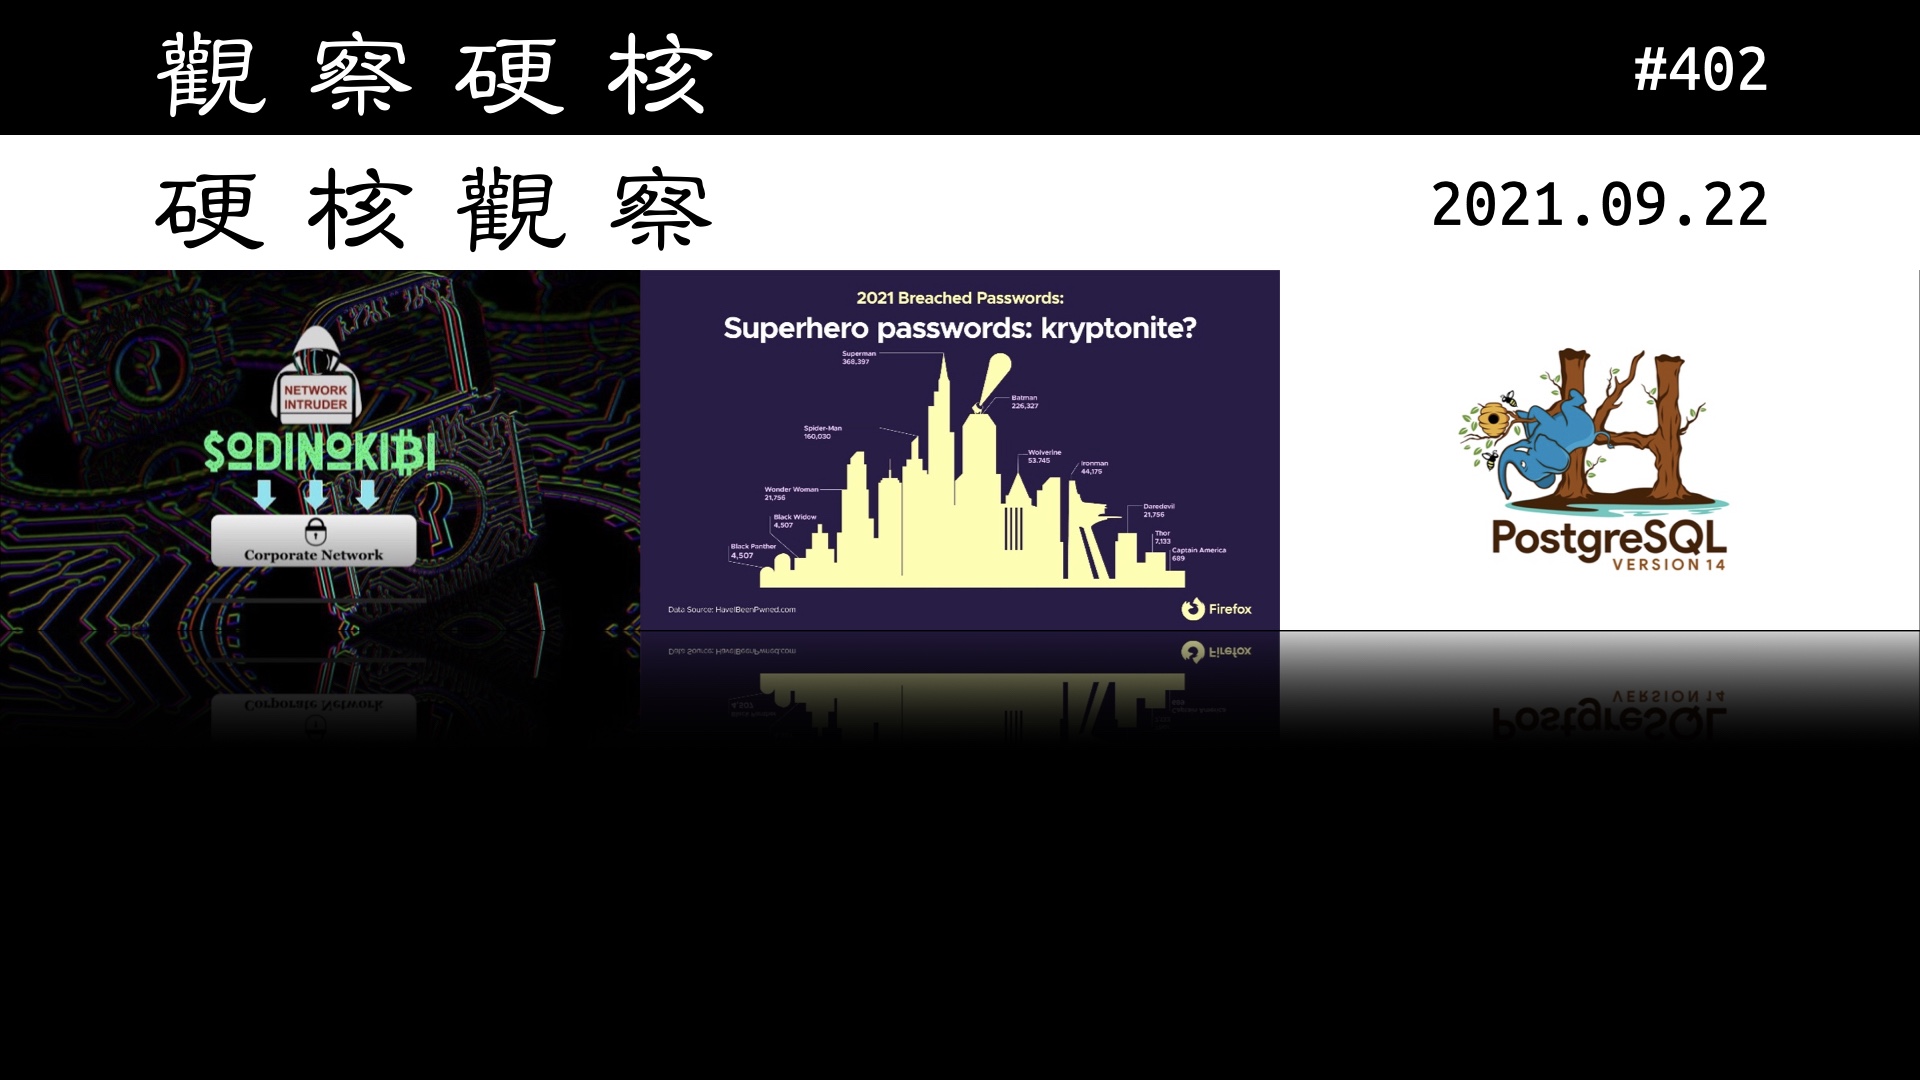 觀察硬核
#402
硬核觀察
2021.09.22
NETWORK
INTRUDER
$ODINOKIBI
Corporate Network
2021 Breached Passwords:
Superhero passwords: kryptonite?
Superman
368,397
Batman
226,327
Spider-Man
160,030
Wolverine
53.745
Ironman
44,175
Wonder Woman
21,756
Daredevil
21,756
Black Widow
4,507
Thor
7,133
Black Panther
4,507
Captain America
689
Data Source: HaveIBeenPwned.com
Firefox
PostgreSQL
VERSION 14